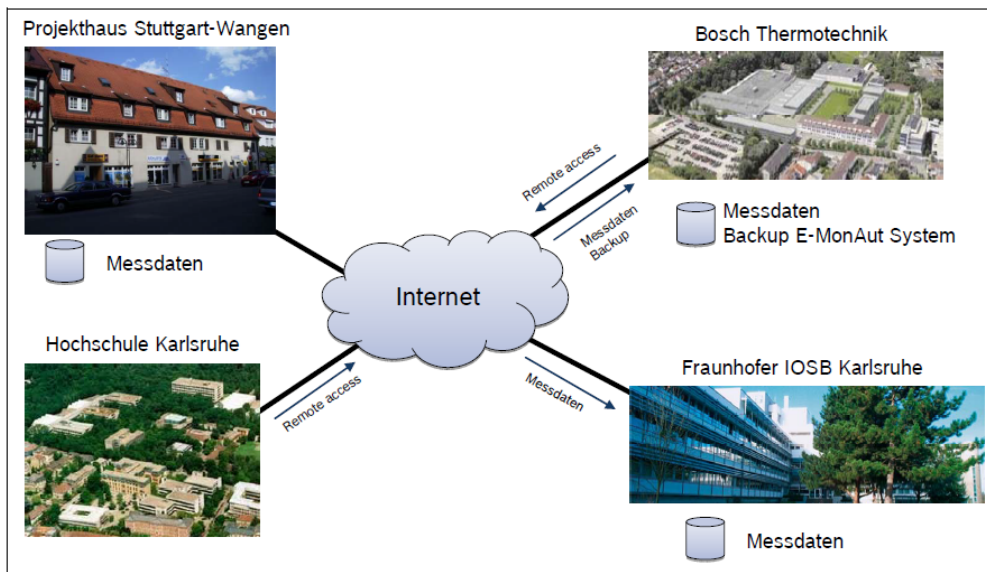 Projekthaus Stuttgart-Wangen
Bosch Thermotechnik
Remote access
Messdaten
Backup
Messdaten
Backup E-MonAut System
Messdaten
Internet
Hochschule Karlsruhe
Remote access
Messdaten
Fraunhofer IOSB Karlsruhe
Messdaten